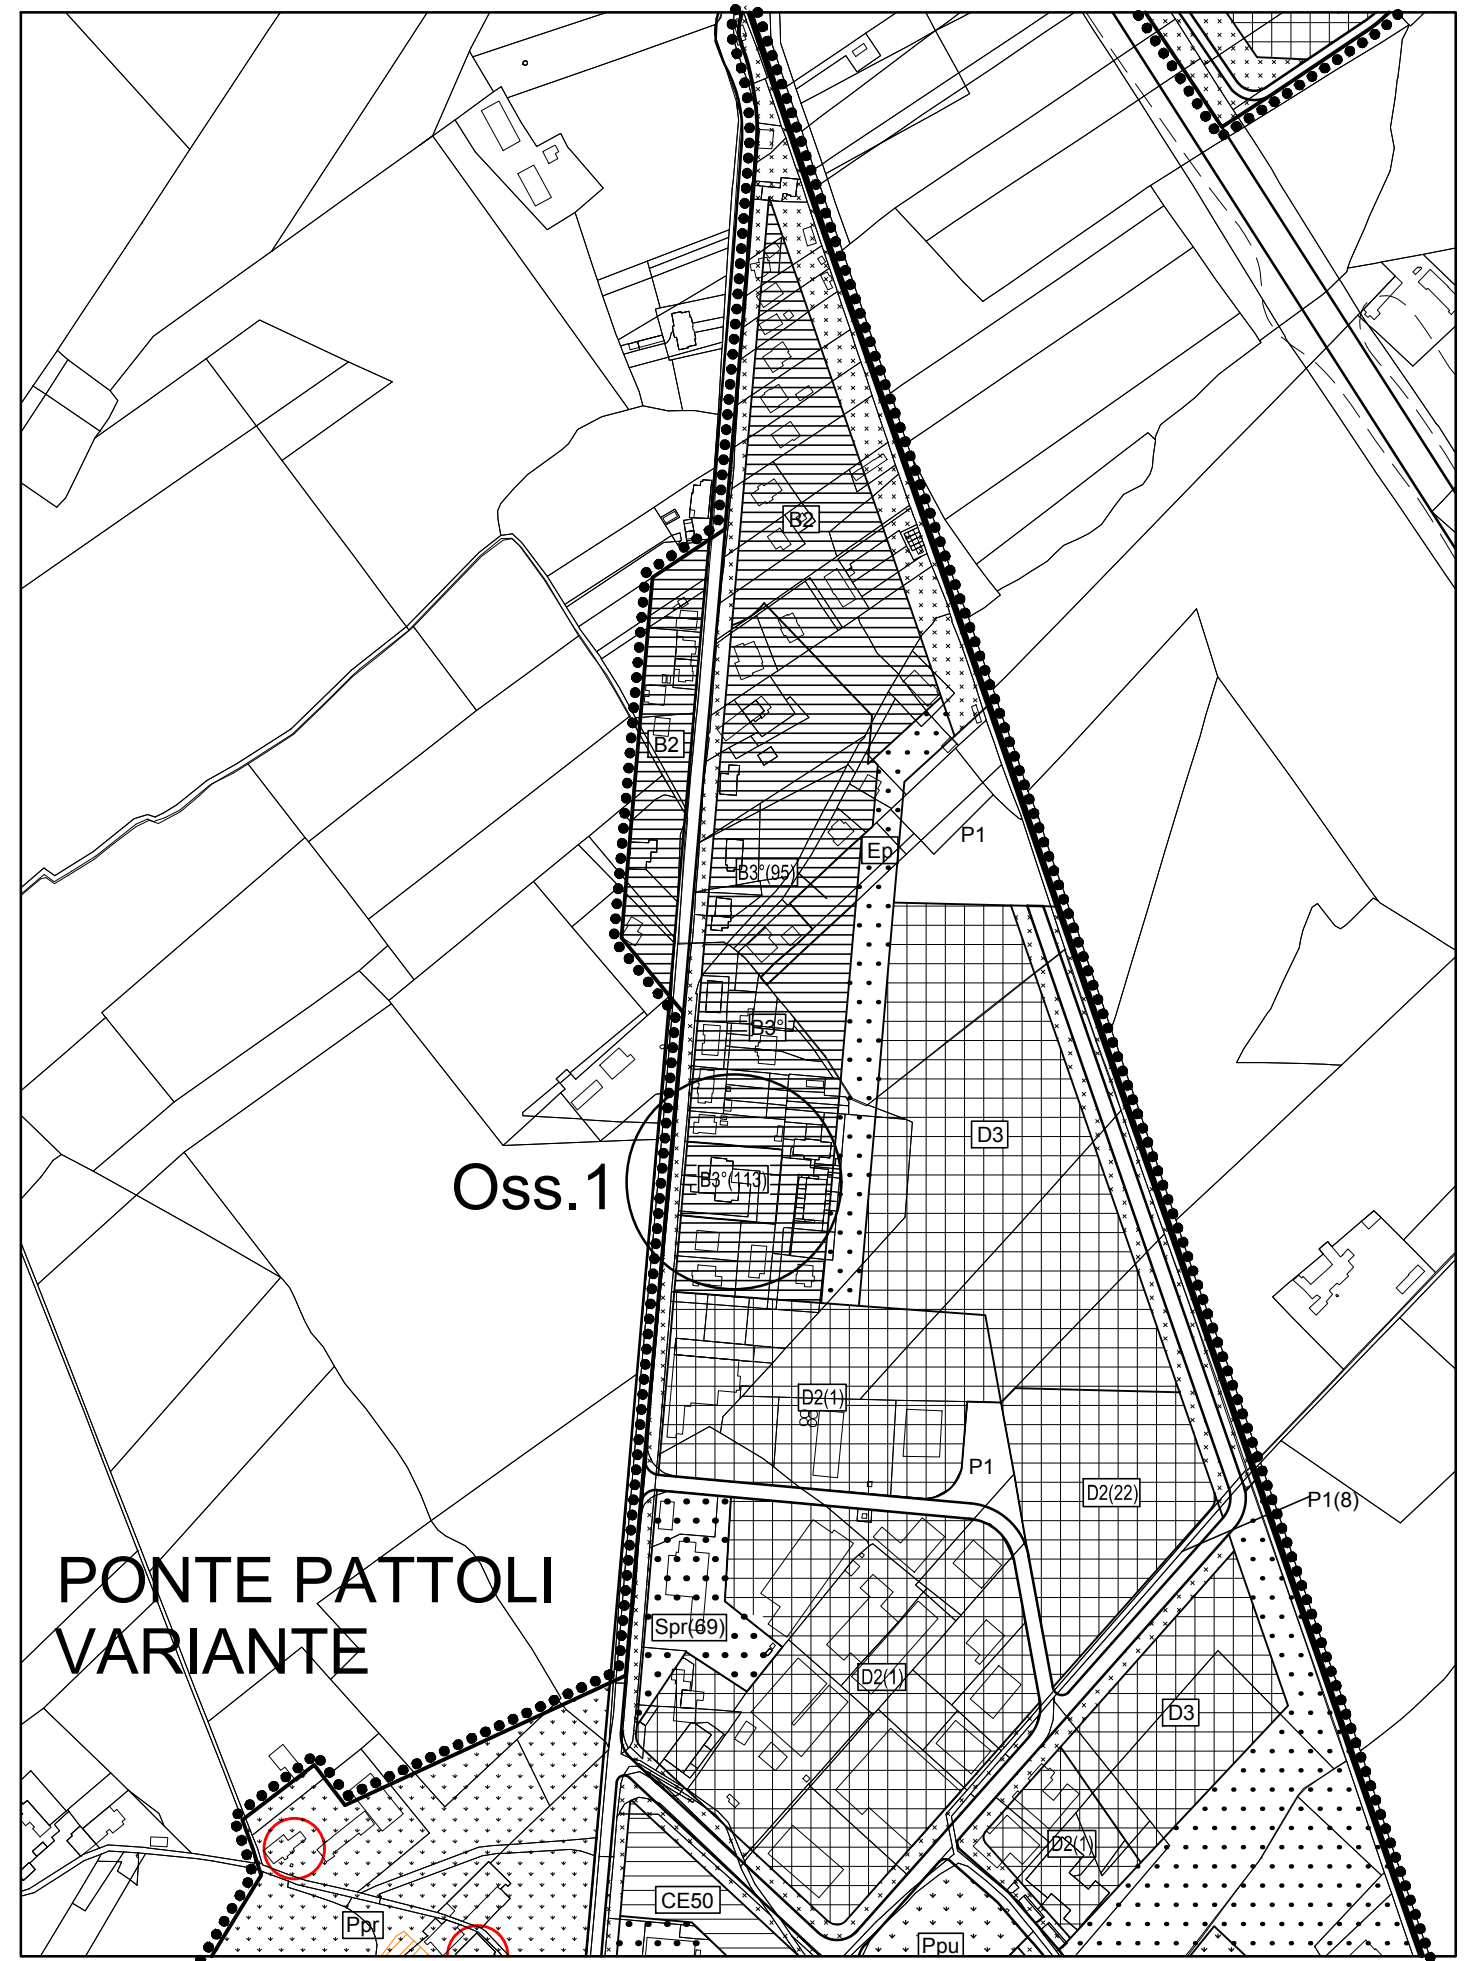 B2
B2
P1
Ep
B3°(95)
B3°
D3
Oss.1
B3°(113)
D2(1)
P1
D2(22)
P1(8)
PONTE PATTOLI
VARIANTE
Spr(69)
D2(1)
D3
D2(1)
CE50
Ppr
Ppu